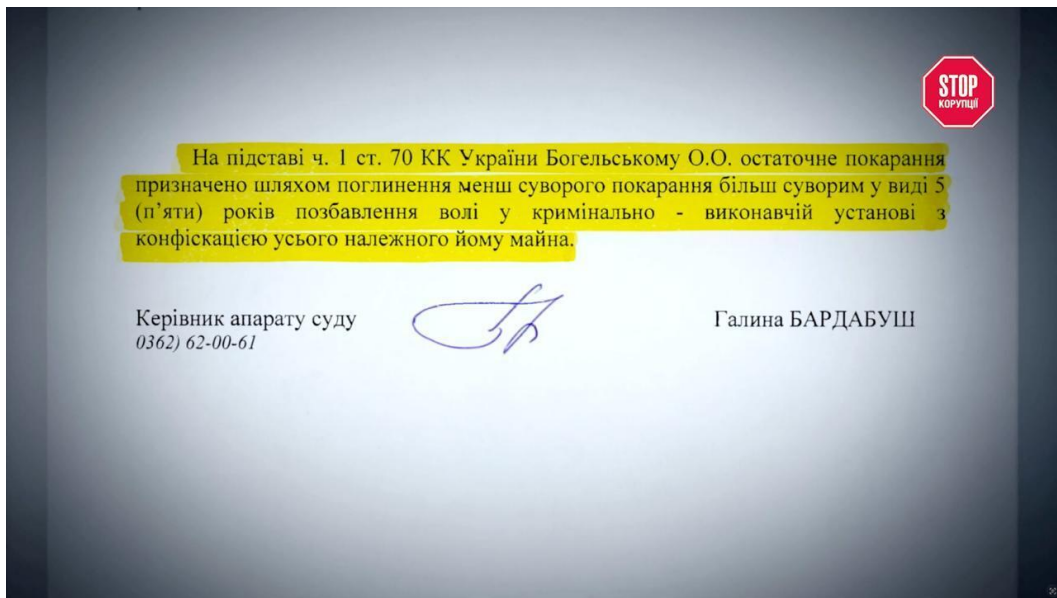 STOP
КОРУПЦІЇ
На підставі ч. 1 ст. 70 КК України Богельському О.О. остаточне покарання
призначено шляхом поглинення менш суворого покарання більш суворим у виді 5
(п’яти) років позбавлення волі у кримінально - виконавчій установі з
конфіскацією усього належного йому майна.
Керівник апарату суду
Галина БАРДАБУШ
0362) 62-00-61